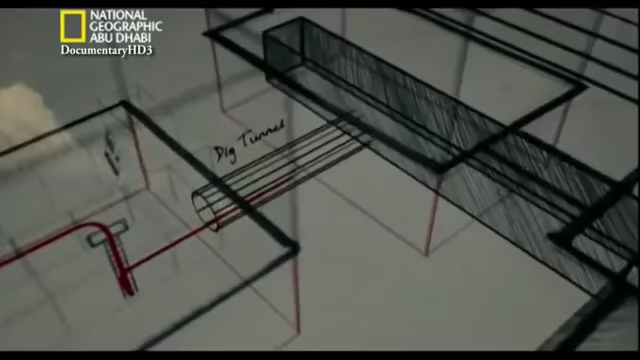 NATIONAL
GEOGRAPHIC
ABU DHABI
DocumentaryHD3
Dig Tunnel